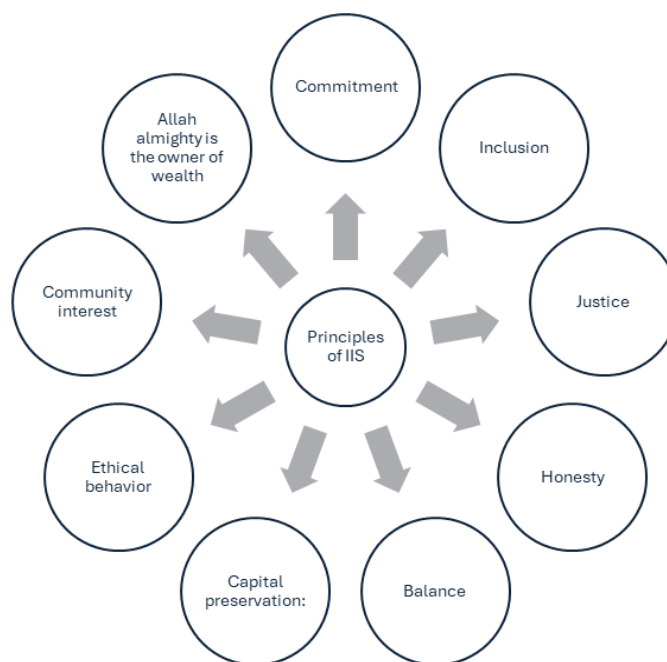 Commitment
Allah
almighty is
the owner of
wealth
Inclusion
Community
interest
Justice
Principles
of IIS
Ethical
behavior
Honesty
Capital
preservation:
Balance